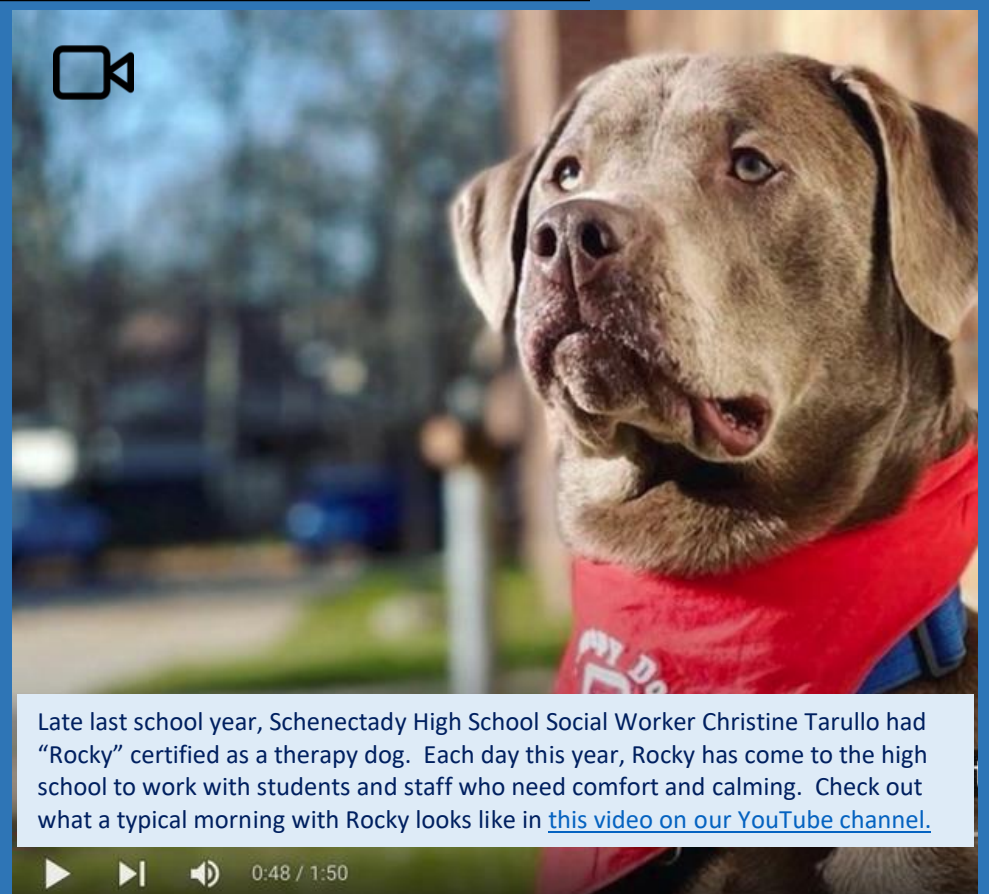 Late last school year, Schenectady High School Social Worker Christine Tarullo had
“Rocky” certified as a therapy dog.  Each day this year, Rocky has come to the high
school to work with students and staff who need comfort and calming.  Check out
what a typical morning with Rocky looks like in this video on our YouTube channel.
0:48 / 1:50